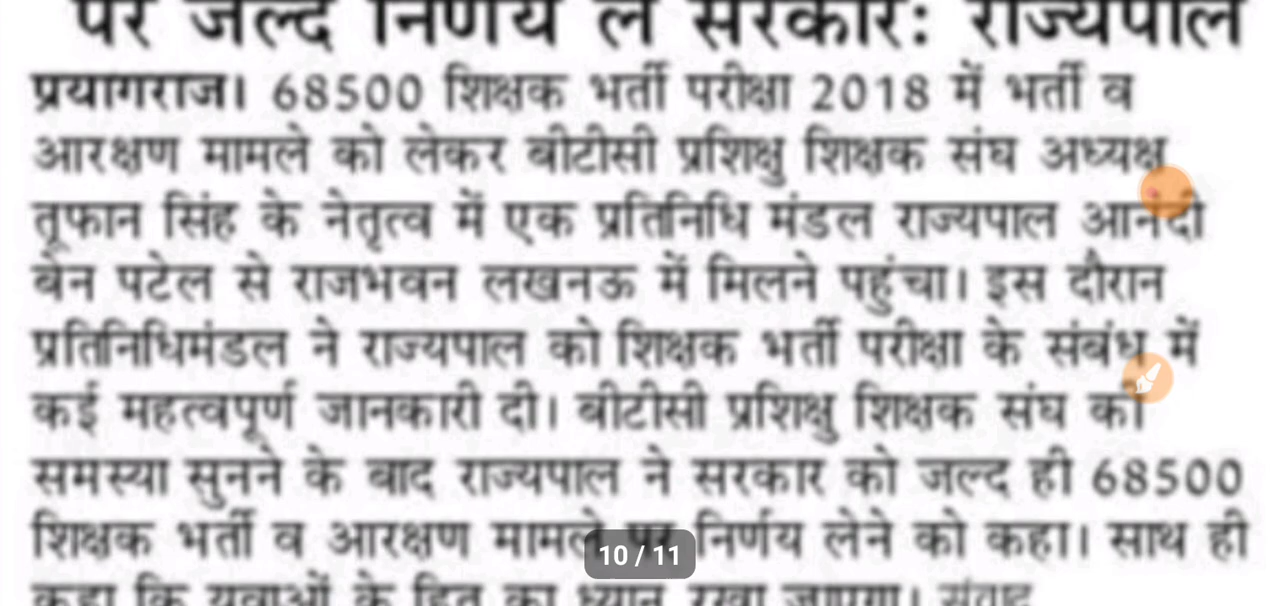 पर जल्द निर्णय ले सरकार: राज्यपाल
प्रयागराज। 68500 शिक्षक भर्ती परीक्षा 2018 में भर्ती व
आरक्षण मामले को लेकर बीटीसी प्रशिक्षु शिक्षक संघ अध्यक्ष
तूफान सिंह के नेतृत्व में एक प्रतिनिधि मंडल राज्यपाल आनंदी
बेन पटेल से राजभवन लखनऊ में मिलने पहुंचा। इस दौरान
प्रतिनिधिमंडल ने राज्यपाल को शिक्षक भर्ती परीक्षा के संबंध में
कई महत्वपूर्ण जानकारी दी। बीटीसी प्रशिक्षु शिक्षक संघ की
समस्या सुनने के बाद राज्यपाल ने सरकार को जल्द ही 68500
शिक्षक भर्ती व आरक्षण मामले पर निर्णय लेने को कहा। साथ ही
10 / 11
कहा कि युवाओं के हित का ध्यान रखा जाएगा। संवाद